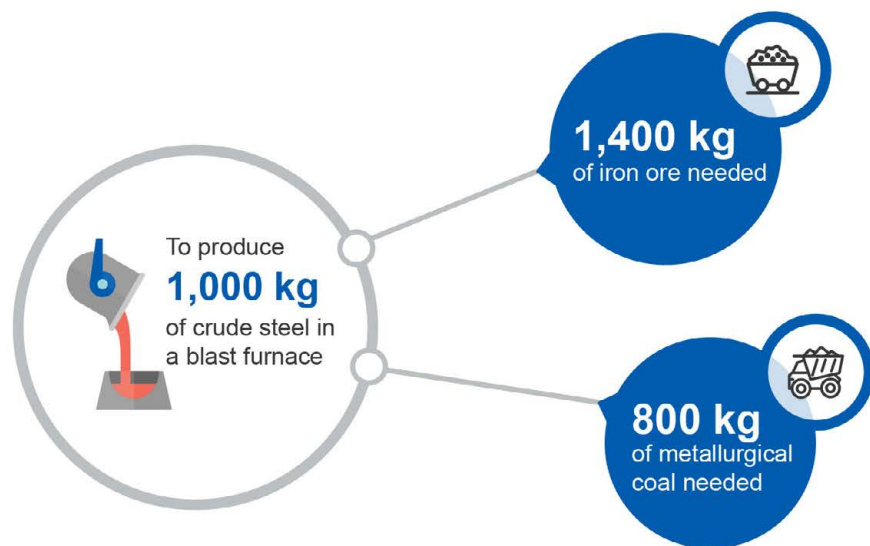 To produce
1,000 kg
of crude steel in
a blast furnace
1,400 kg
of iron ore needed
800 kg
of metallurgical
coal needed